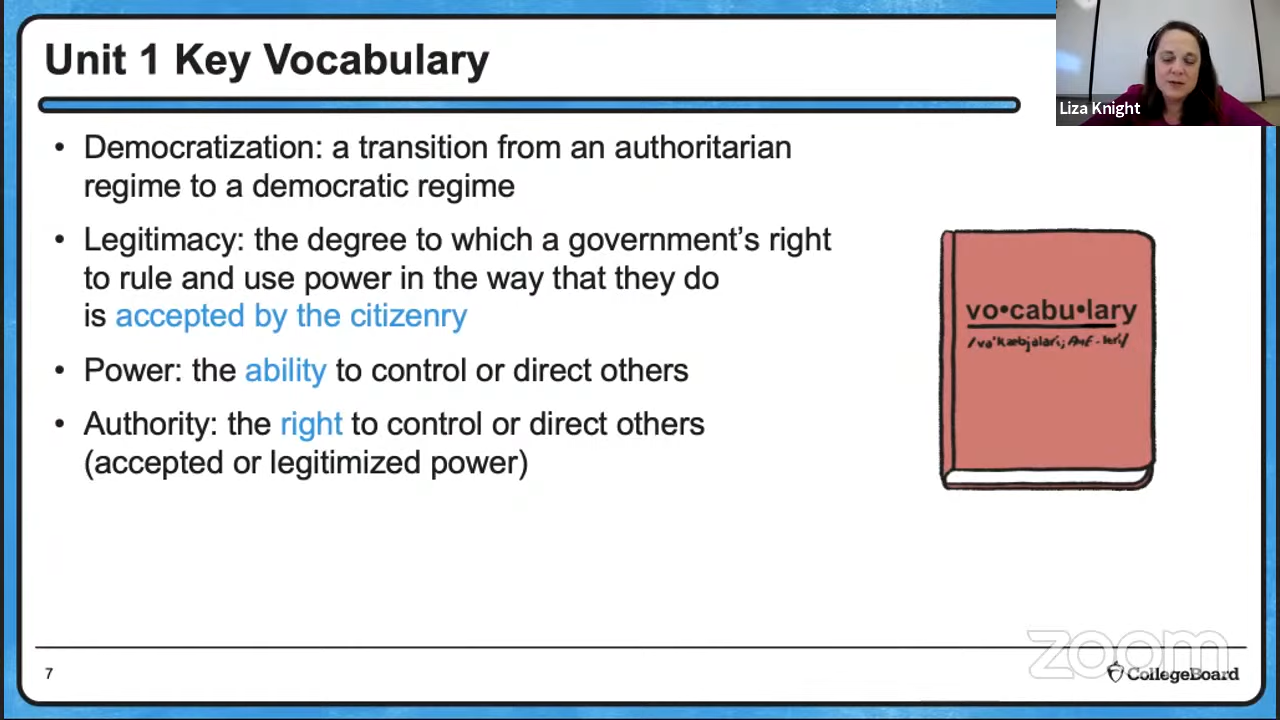 Unit 1 Key Vocabulary
Liza Knight
• Democratization: a transition from an authoritarian
regime to a democratic regime
• Legitimacy: the degree to which a government’s right
to rule and use power in the way that they do
is accepted by the citizenry
• Power: the ability to control or direct others
• Authority: the right to control or direct others
(accepted or legitimized power)
vo•cabu•lary
zoom
7
CollegeBoard